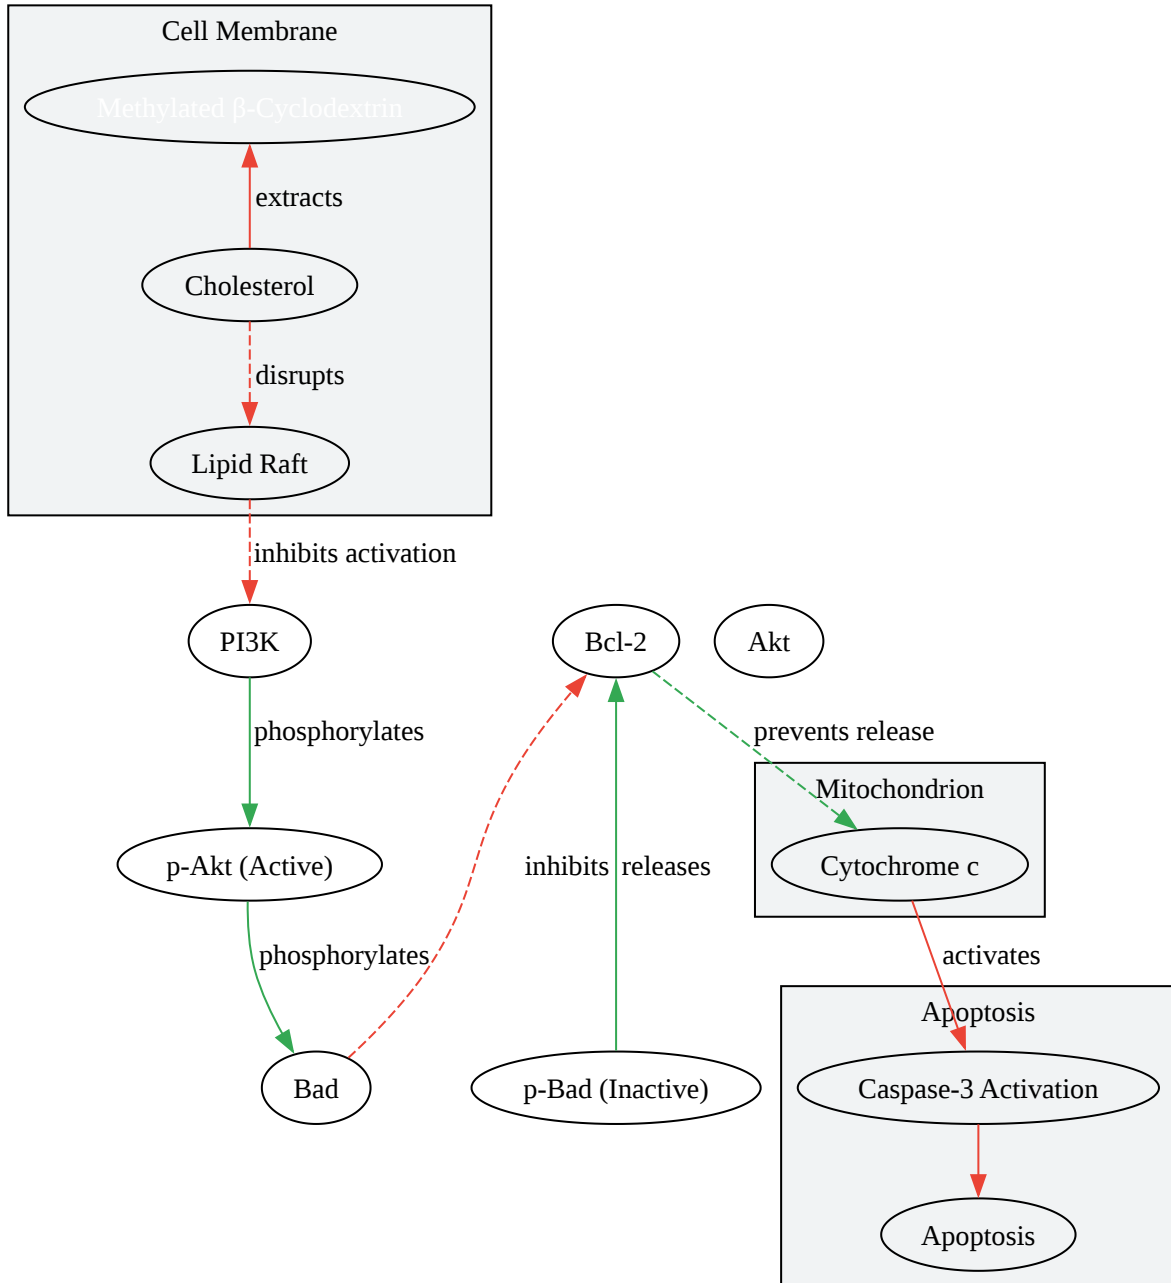 Cell Membrane
Methylated β-Cyclodextrin
extracts
Cholesterol
disrupts
Lipid Raft
inhibits activation
PI3K
Bcl-2
Akt
phosphorylates
prevents release
Mitochondrion
p-Akt (Active)
inhibits
releases
Cytochrome c
phosphorylates
activates
Apoptosis
Bad
p-Bad (Inactive)
Caspase-3 Activation
Apoptosis